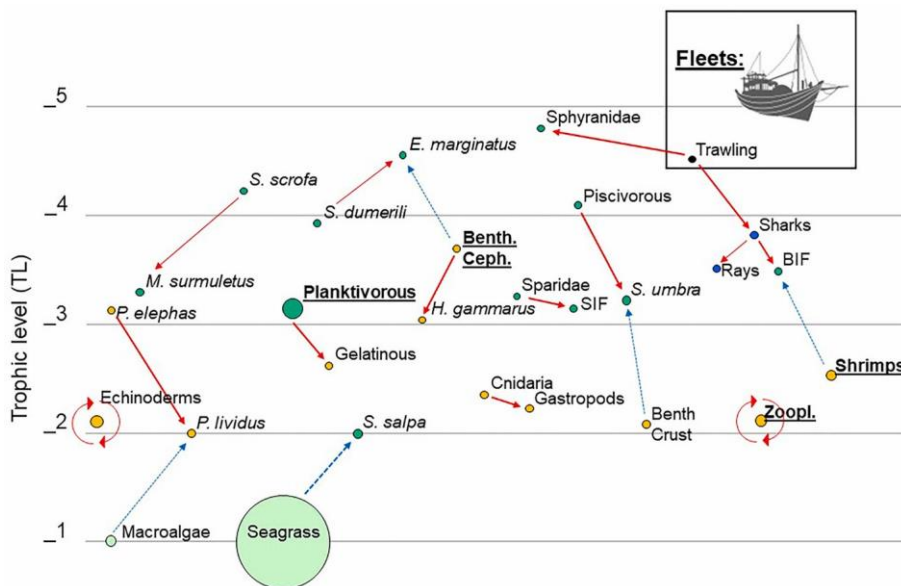 Fleets:
_5
Sphyranidae
Trawling
E. marginatus
S. scrofa
_4
S. dumerili
Piscivorous
Sharks
Benth.
Ceph.
Rays
BIF
M. surmuletus
Planktivorous
Sparidae
S. umbra
_3
P. elephas
H. gammarus
SIF
Gelatinous
Shrimps
Echinoderms
Cnidaria
Gastropods
_2
P. lividus
S. salpa
Benth
Crust
Zoopl.
_1
Macroalgae
Seagrass
Trophic level (TL)